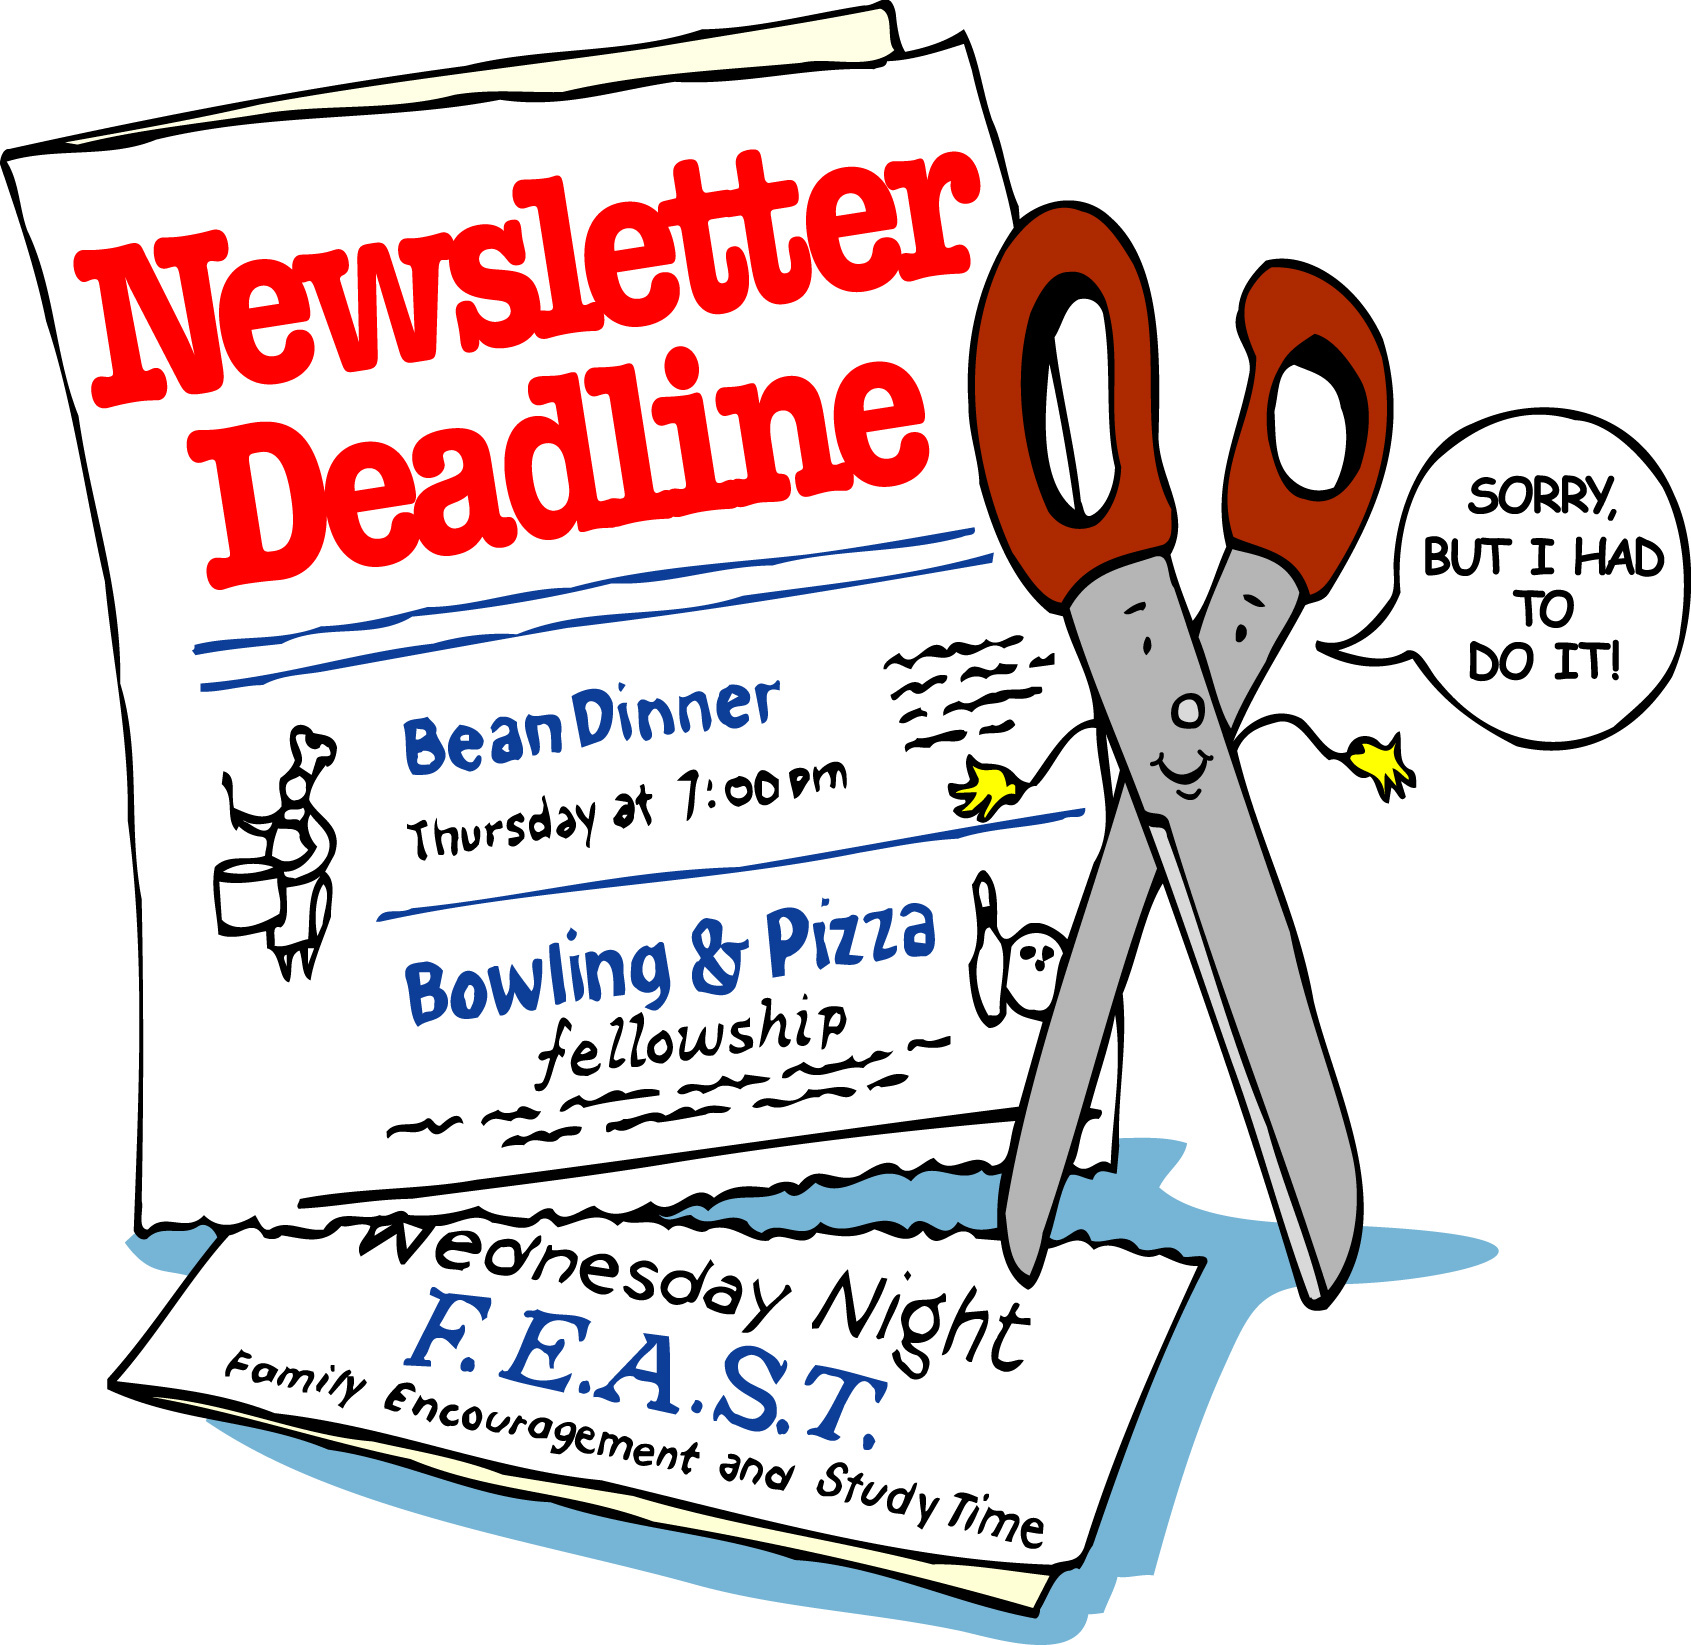 Newsletter
Deadline
Bean Dinner
Thursday at 7:00pm
Bowling & Pizza
fellowship
Wednesday Night
F.E.A.S.T.
Family Encouragement and Study Time
SORRY,
BUT I HAD
TO
DO IT!